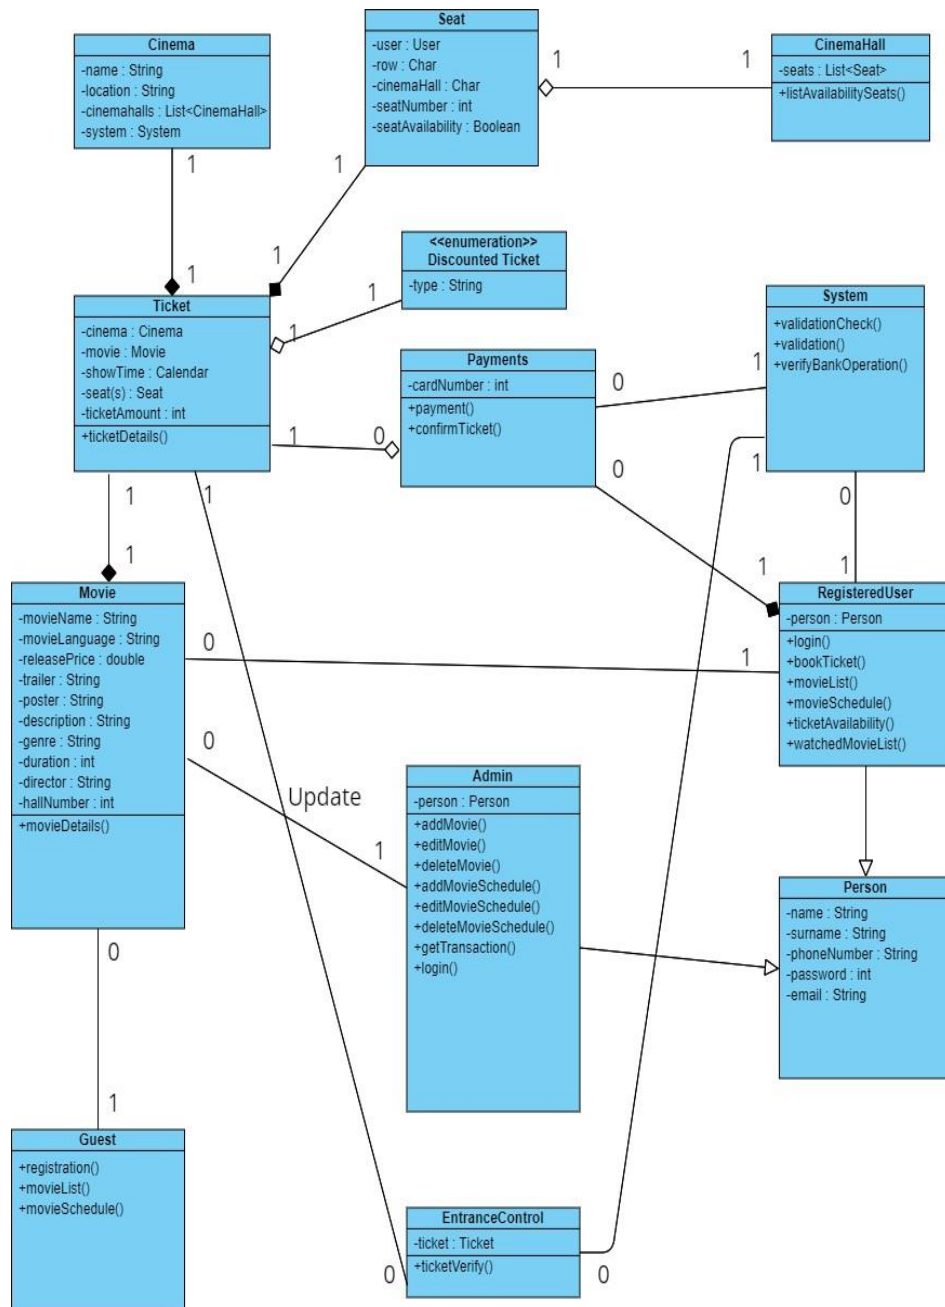 Cinema
-name : String
-location : String
-cinemahalls : List<CinemaHall>
-system : System
1
1
Seat
-user : User
-row : Char
-cinemaHall : Char
-seatNumber : int
-seatAvailability : Boolean
1
1
1
1
CinemaHall
-seats : List<Seat>
+listAvailabilitySeats()
<<enumeration>>
Discounted Ticket
-type : String
1
1
Ticket
-cinema : Cinema
-movie : Movie
-showTime : Calendar
-seat(s) : Seat
-ticketAmount : int
+ticketDetails()
1
0
1
1
1
Payments
-cardNumber : int
+payment()
+confirmTicket()
0
1
0
1
System
+validationCheck()
+validation()
+verifyBankOperation()
1
0
1
Movie
-movieName : String
-movieLanguage : String
-releasePrice : double
-trailer : String
-poster : String
-description : String
-genre : String
-duration : int
-director : String
-hallNumber : int
+movieDetails()
0
1
0
Update
1
0
1
RegisteredUser
-person : Person
+login()
+bookTicket()
+movieList()
+movieSchedule()
+ticketAvailability()
+watchedMovieList()
Admin
-person : Person
+addMovie()
+editMovie()
+deleteMovie()
+addMovieSchedule()
+editMovieSchedule()
+deleteMovieSchedule()
+getTransaction()
+login()
Person
-name : String
-surname : String
-phoneNumber : String
-password : int
-email : String
Guest
+registration()
+movieList()
+movieSchedule()
EntranceControl
-ticket : Ticket
+ticketVerify()
0
0